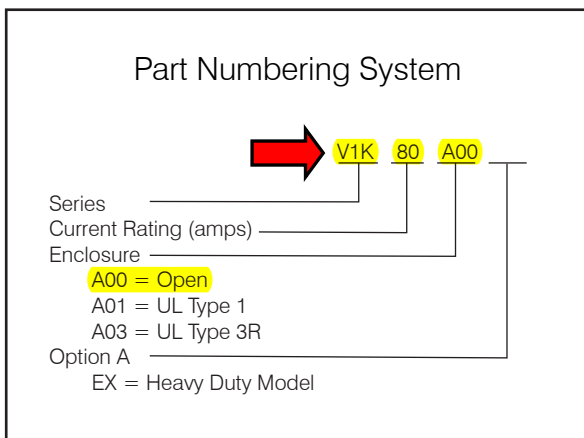 Part Numbering System
V1K 80 A00
Series
Current Rating (amps)
Enclosure
A00 = Open
A01 = UL Type 1
A03 = UL Type 3R
Option A
EX = Heavy Duty Model